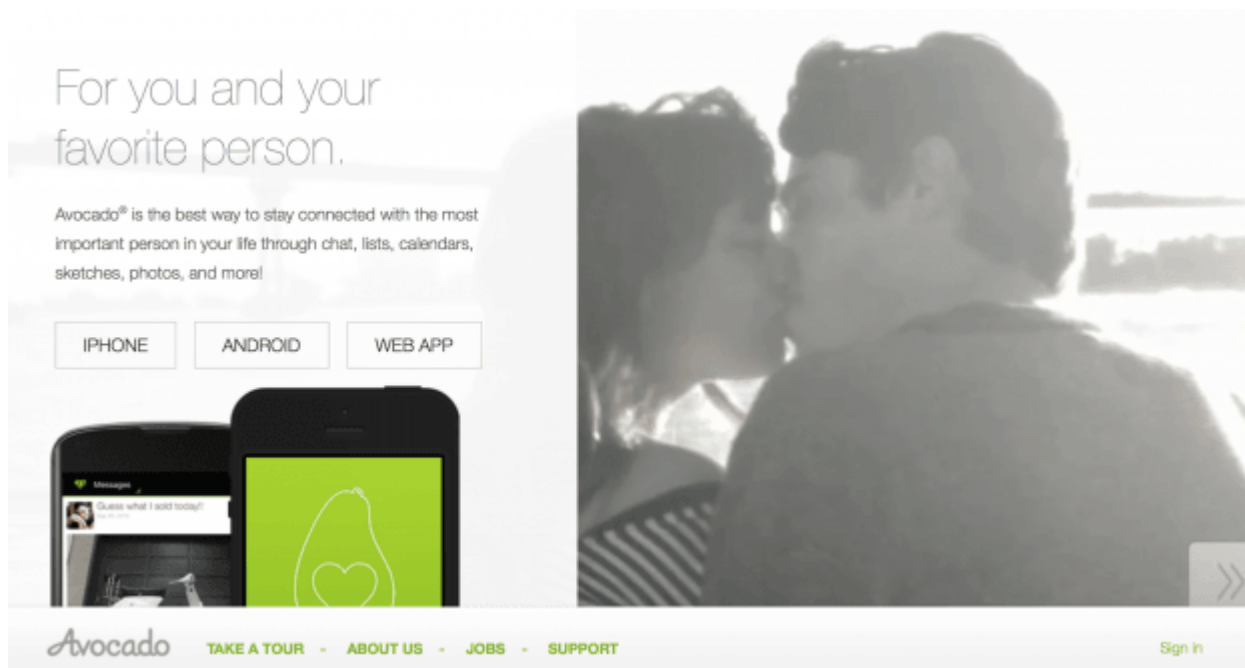 For you and your
favorite person.
Avocado® is the best way to stay connected with the most
important person in your life through chat, lists, calendars,
sketches, photos, and more!
IPHONE
ANDROID
WEB APP
Messages
Guess what I sold today!!
Avocado
TAKE A TOUR - ABOUT US - JOBS - SUPPORT
Sign in